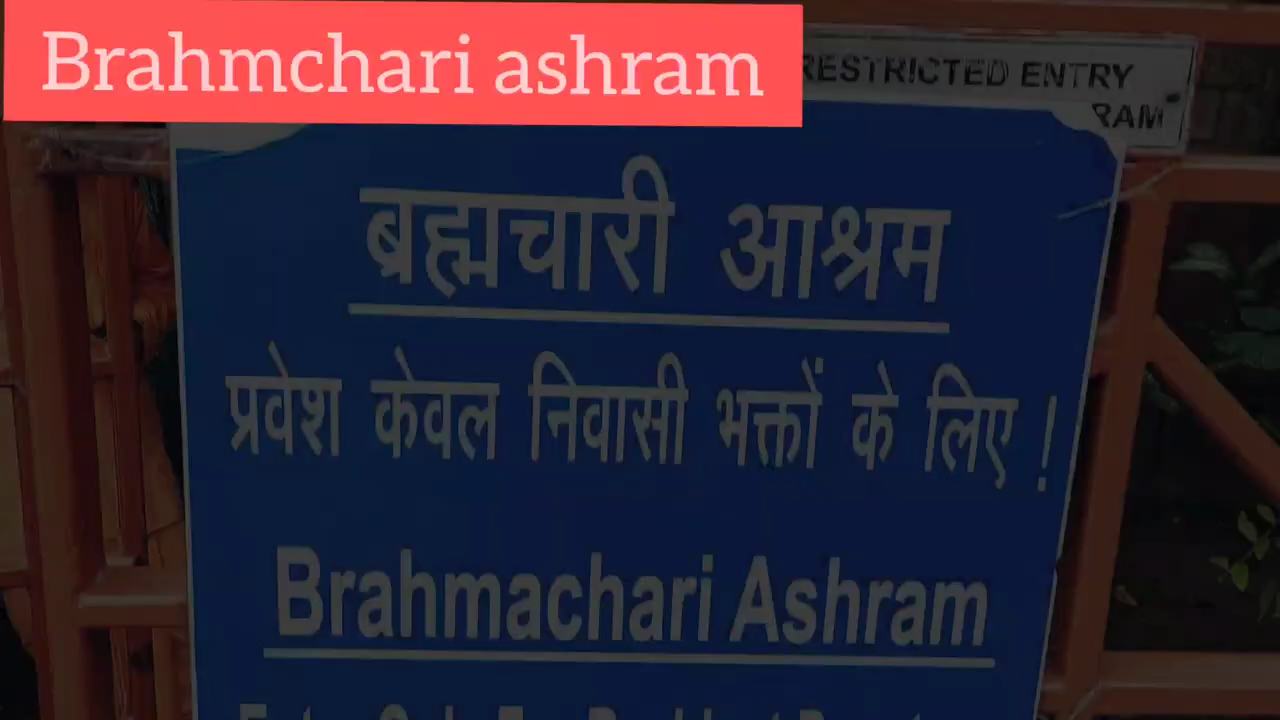 Brahmchari ashram
RESTRICTED ENTRY
RAM
ब्रह्मचारी आश्रम
प्रवेश केवल निवासी भक्तों के लिए !
Brahmachari Ashram